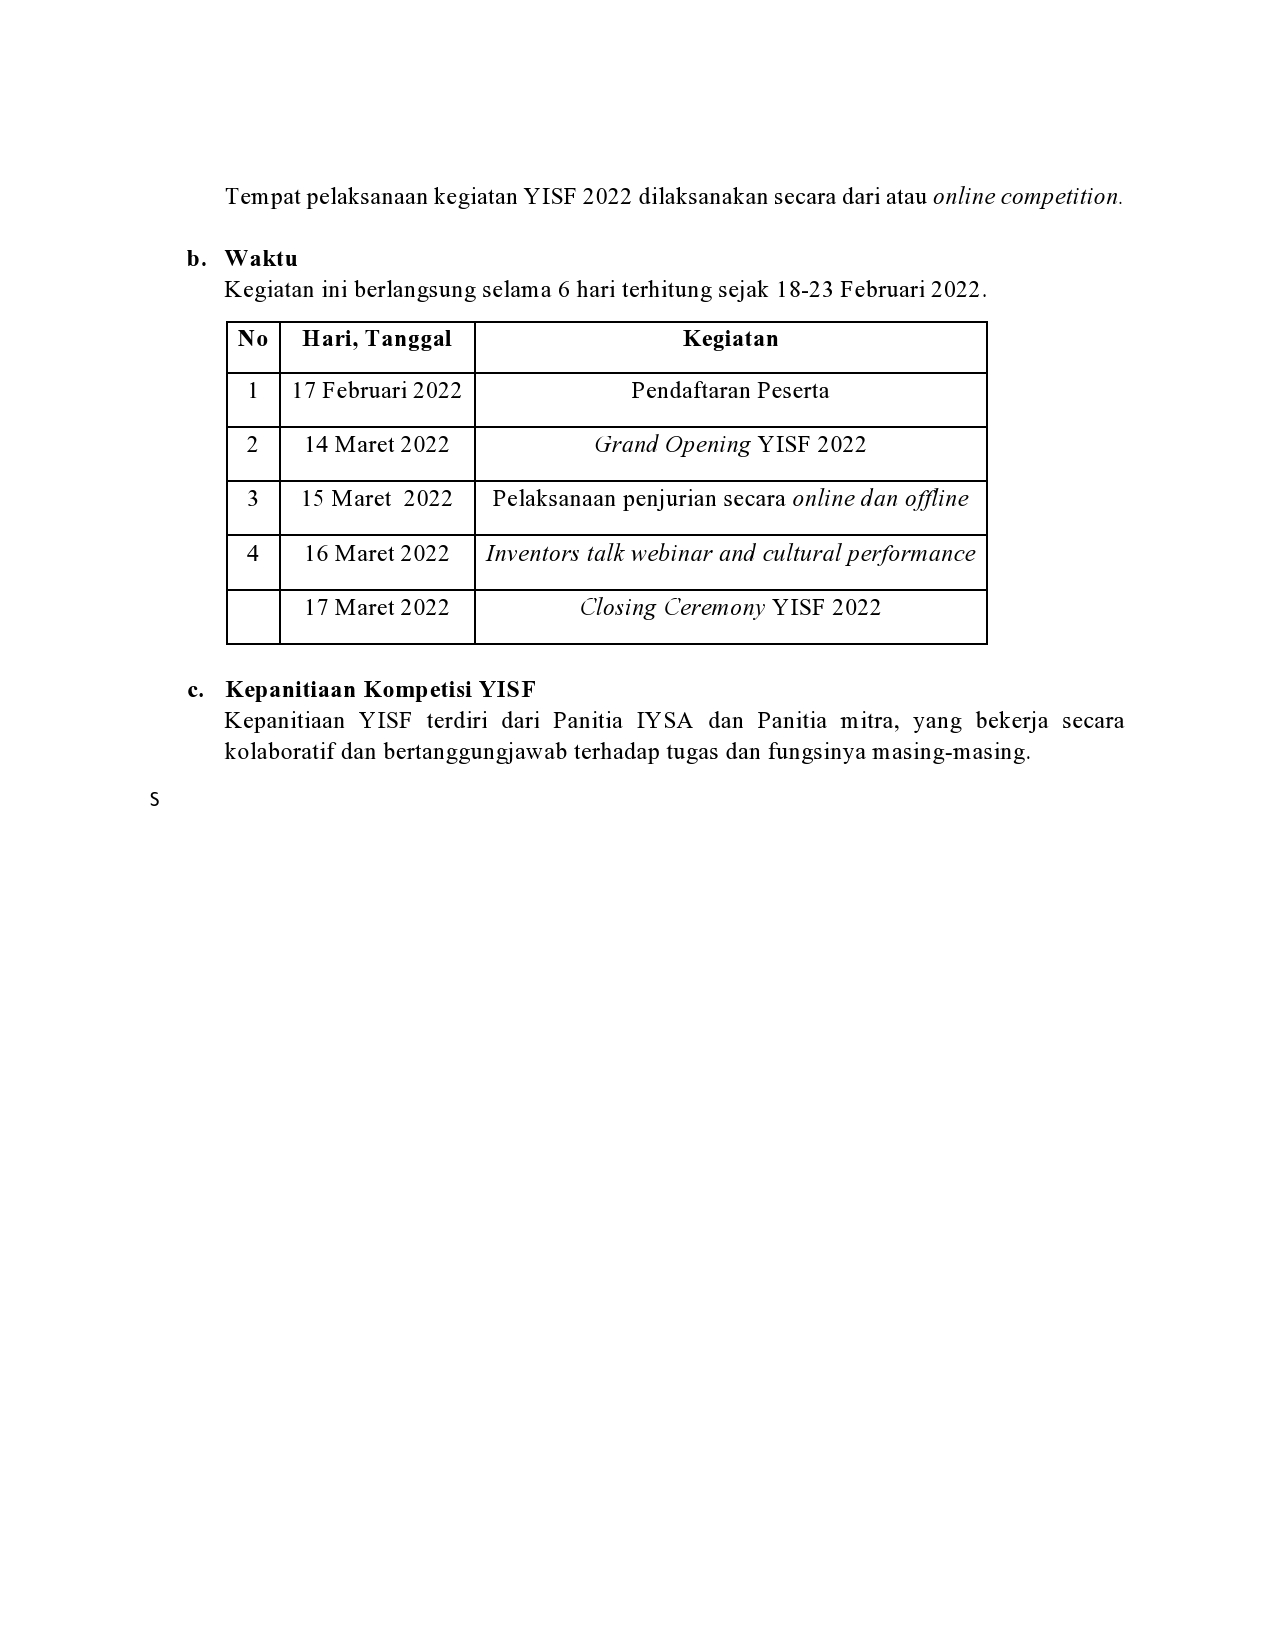 Tempat pelaksanaan kegiatan YISF 2022 dilaksanakan secara dari atau online competition.
b. Waktu
Kegiatan ini berlangsung selama 6 hari terhitung sejak 18-23 Februari 2022.
No Hari, Tanggal Kegiatan
1 17 Februari 2022 Pendaftaran Peserta
2 14 Maret 2022 Grand Opening YISF 2022
3 15 Maret 2022 Pelaksanaan penjurian secara online dan offline
4 16 Maret 2022 Inventors talk webinar and cultural performance
17 Maret 2022 Closing Ceremony YISF 2022
c. Kepanitiaan Kompetisi YISF
Kepanitiaan YISF terdiri dari Panitia IYSA dan Panitia mitra, yang bekerja secara
kolaboratif dan bertanggungjawab terhadap tugas dan fungsinya masing-masing.
S